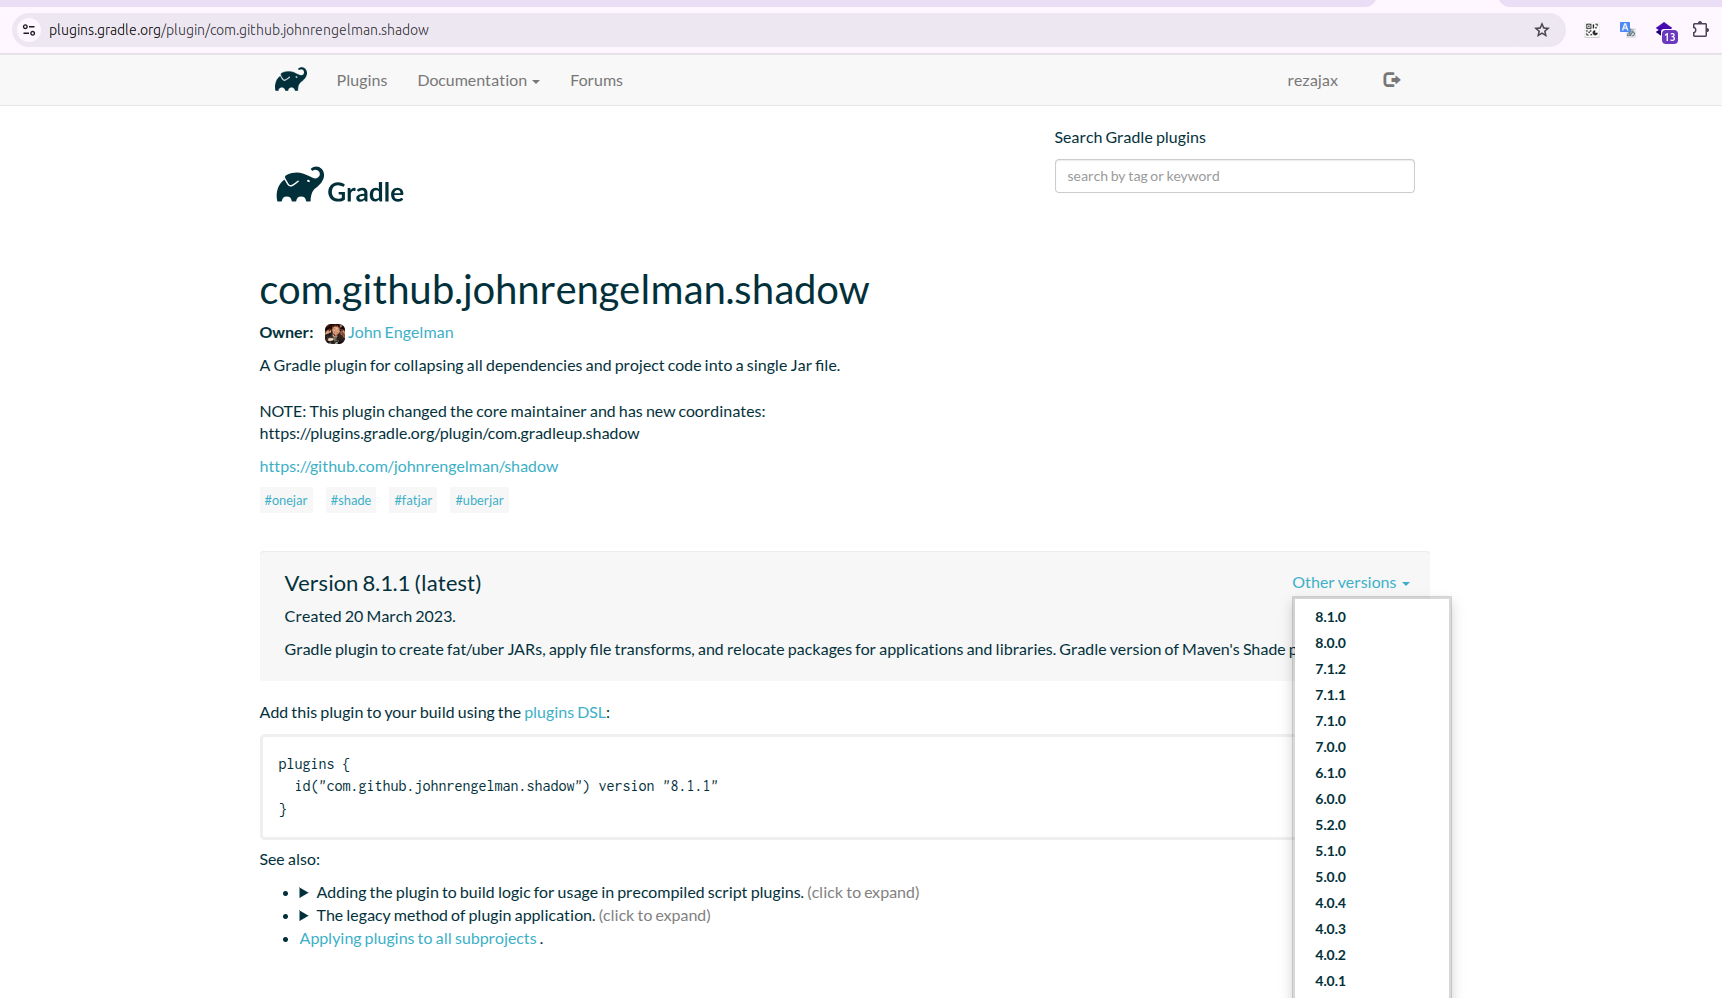 plugins.gradle.org/plugin/com.github.johnrengelman.shadow
13
Plugins
Documentation
Forums
rezajax
Search Gradle plugins
search by tag or keyword
Gradle
com.github.johnrengelman.shadow
Owner: John Engelman
A Gradle plugin for collapsing all dependencies and project code into a single Jar file.
NOTE: This plugin changed the core maintainer and has new coordinates:
https://plugins.gradle.org/plugin/com.gradleup.shadow
https://github.com/johnrengelman/shadow
#onejar #shade #fatjar #uberjar
Version 8.1.1 (latest)
Other versions
Created 20 March 2023.
Gradle plugin to create fat/uber JARs, apply file transforms, and relocate packages for applications and libraries. Gradle version of Maven's Shade p
8.1.0
8.0.0
7.1.2
7.1.1
7.1.0
7.0.0
6.1.0
6.0.0
5.2.0
5.1.0
5.0.0
4.0.4
4.0.3
4.0.2
4.0.1
Add this plugin to your build using the plugins DSL:
plugins {
id("com.github.johnrengelman.shadow") version "8.1.1"
}
See also:
Adding the plugin to build logic for usage in precompiled script plugins. (click to expand)
The legacy method of plugin application. (click to expand)
Applying plugins to all subprojects .